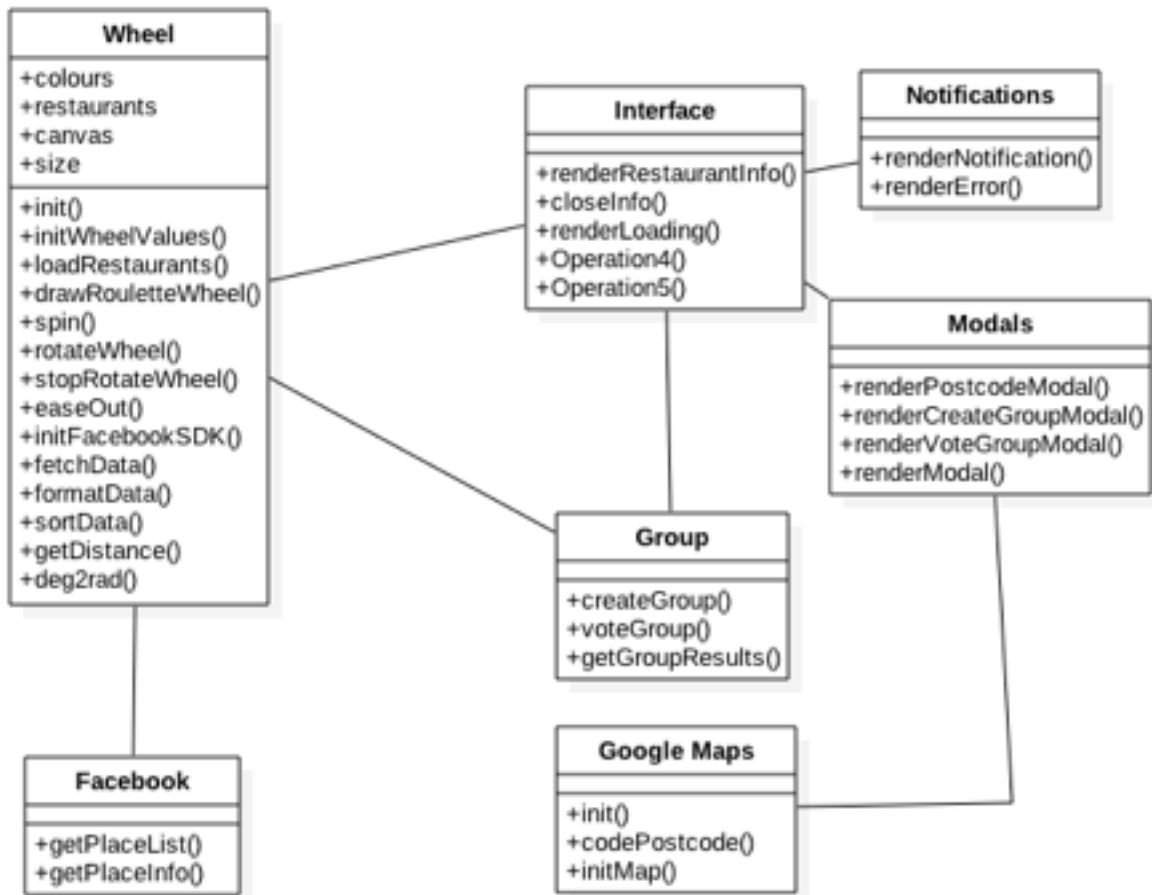 Wheel
+colours
+restaurants
+canvas
+size
+init()
+initWheelValues()
+loadRestaurants()
+drawRouletteWheel()
+spin()
+rotateWheel()
+stopRotateWheel()
+easeOut()
+initFacebookSDK()
+fetchData()
+formatData()
+sortData()
+getDistance()
+deg2rad()
Interface
+renderRestaurantInfo()
+closeInfo()
+renderLoading()
+Operation4()
+Operation5()
Notifications
+renderNotification()
+renderError()
Modals
+renderPostcodeModal()
+renderCreateGroupModal()
+renderVoteGroupModal()
+renderModal()
Group
+createGroup()
+voteGroup()
+getGroupResults()
Facebook
+getPlaceList()
+getPlaceInfo()
Google Maps
+init()
+codePostcode()
+initMap()